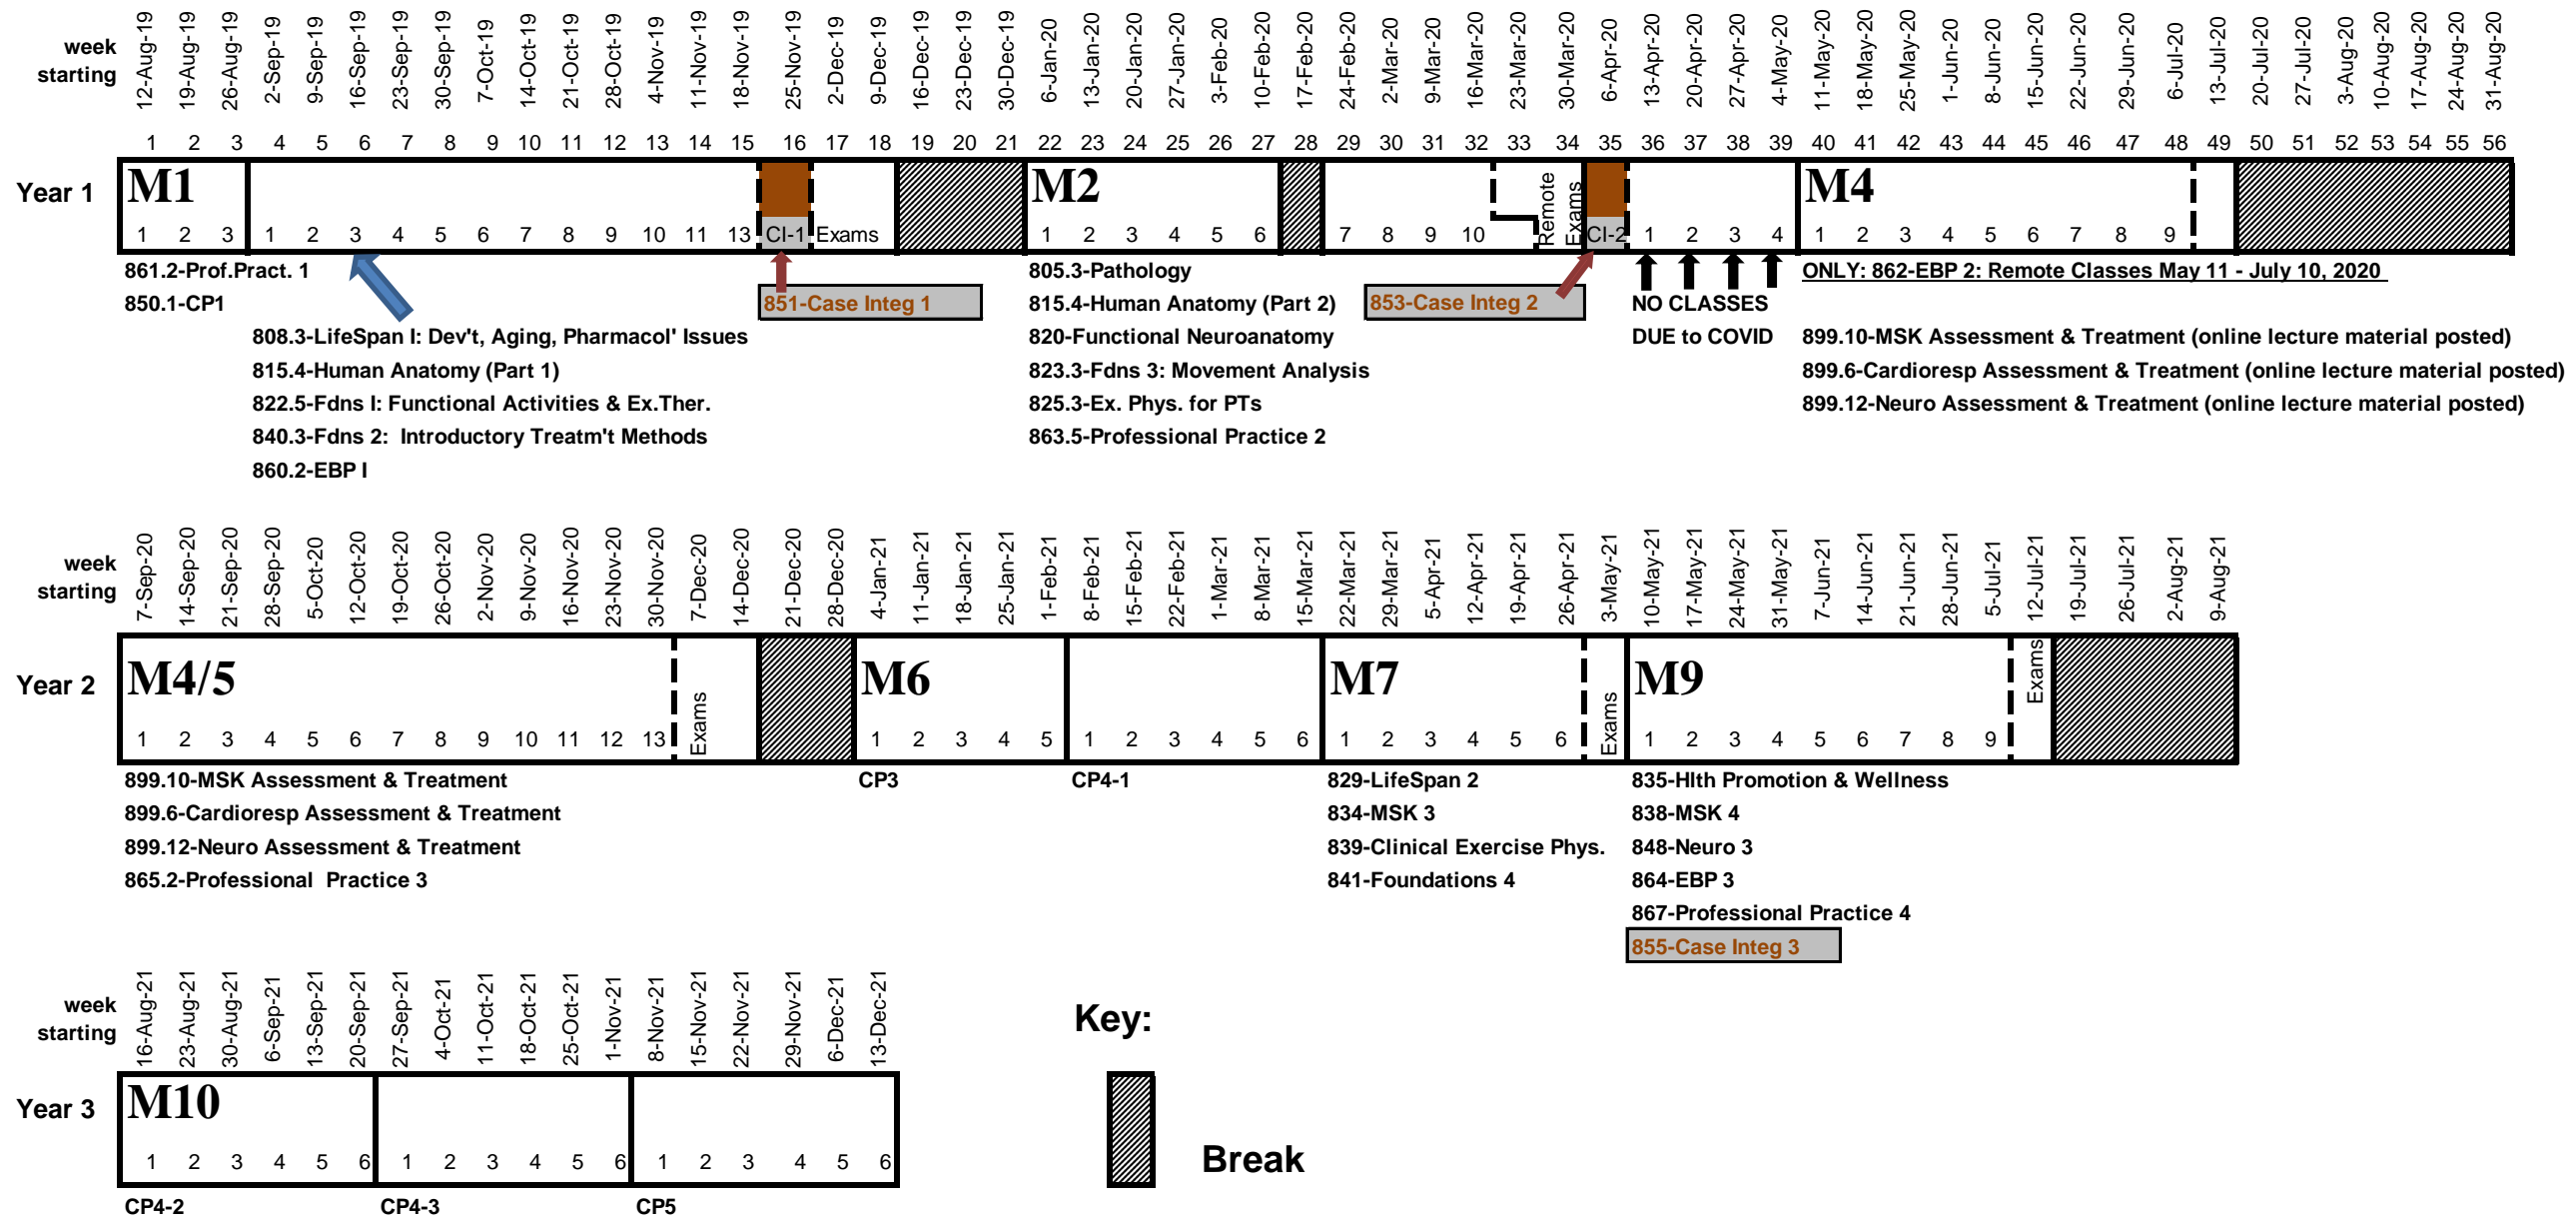 week starting 12-Aug-19 19-Aug-19 26-Aug-19 2-Sep-19 9-Sep-19 16-Sep-19 23-Sep-19 30-Sep-19 7-Oct-19 14-Oct-19 21-Oct-19 28-Oct-19 4-Nov-19 11-Nov-19 18-Nov-19 25-Nov-19 2-Dec-19 9-Dec-19 16-Dec-19 23-Dec-19 30-Dec-19 6-Jan-20 13-Jan-20 20-Jan-20 27-Jan-20 3-Feb-20 10-Feb-20 17-Feb-20 24-Feb-20 2-Mar-20 9-Mar-20 16-Mar-20 23-Mar-20 30-Mar-20 6-Apr-20 13-Apr-20 20-Apr-20 27-Apr-20 4-May-20 11-May-20 18-May-20 25-May-20 1-Jun-20 8-Jun-20 15-Jun-20 22-Jun-20 29-Jun-20 6-Jul-20 13-Jul-20 20-Jul-20 27-Jul-20 3-Aug-20 10-Aug-20 17-Aug-20 24-Aug-20 31-Aug-20
1 2 3 4 5 6 7 8 9 10 11 12 13 14 15 16 17 18 19 20 21 22 23 24 25 26 27 28 29 30 31 32 33 34 35 36 37 38 39 40 41 42 43 44 45 46 47 48 49 50 51 52 53 54 55 56
Year 1 M1 M2 Remote Exams M4
1 2 3 1 2 3 4 5 6 7 8 9 10 11 13 CI-1 Exams 1 2 3 4 5 6 7 8 9 10 CI-2 1 2 3 4 1 2 3 4 5 6 7 8 9
861.2-Prof.Pract. 1
850.1-CP1
851-Case Integ 1
808.3-LifeSpan I: Dev't, Aging, Pharmacol' Issues
815.4-Human Anatomy (Part 1)
822.5-Fdns I: Functional Activities & Ex.Ther.
840.3-Fdns 2: Introductory Treatm't Methods
860.2-EBP I
805.3-Pathology
815.4-Human Anatomy (Part 2)
820-Functional Neuroanatomy
823.3-Fdns 3: Movement Analysis
825.3-Ex. Phys. for PTs
863.5-Professional Practice 2
853-Case Integ 2
NO CLASSES
DUE to COVID
ONLY: 862-EBP 2: Remote Classes May 11 - July 10, 2020
899.10-MSK Assessment & Treatment (online lecture material posted)
899.6-Cardioresp Assessment & Treatment (online lecture material posted)
899.12-Neuro Assessment & Treatment (online lecture material posted)
week starting 7-Sep-20 14-Sep-20 21-Sep-20 28-Sep-20 5-Oct-20 12-Oct-20 19-Oct-20 26-Oct-20 2-Nov-20 9-Nov-20 16-Nov-20 23-Nov-20 30-Nov-20 7-Dec-20 14-Dec-20 21-Dec-20 28-Dec-20 4-Jan-21 11-Jan-21 18-Jan-21 25-Jan-21 1-Feb-21 8-Feb-21 15-Feb-21 22-Feb-21 1-Mar-21 8-Mar-21 15-Mar-21 22-Mar-21 29-Mar-21 5-Apr-21 12-Apr-21 19-Apr-21 26-Apr-21 3-May-21 10-May-21 17-May-21 24-May-21 31-May-21 7-Jun-21 14-Jun-21 21-Jun-21 28-Jun-21 5-Jul-21 12-Jul-21 19-Jul-21 26-Jul-21 2-Aug-21 9-Aug-21
Year 2 M4/5 Exams M6 M7 Exams M9 Exams
1 2 3 4 5 6 7 8 9 10 11 12 13 1 2 3 4 5 1 2 3 4 5 6 1 2 3 4 5 6 1 2 3 4 5 6 7 8 9
899.10-MSK Assessment & Treatment
899.6-Cardioresp Assessment & Treatment
899.12-Neuro Assessment & Treatment
865.2-Professional Practice 3
CP3
CP4-1
829-LifeSpan 2
834-MSK 3
839-Clinical Exercise Phys.
841-Foundations 4
835-Hlth Promotion & Wellness
838-MSK 4
848-Neuro 3
864-EBP 3
867-Professional Practice 4
855-Case Integ 3
week starting 16-Aug-21 23-Aug-21 30-Aug-21 6-Sep-21 13-Sep-21 20-Sep-21 27-Sep-21 4-Oct-21 11-Oct-21 18-Oct-21 25-Oct-21 1-Nov-21 8-Nov-21 15-Nov-21 22-Nov-21 29-Nov-21 6-Dec-21 13-Dec-21
Year 3 M10
1 2 3 4 5 6 1 2 3 4 5 6 1 2 3 4 5 6
CP4-2 CP4-3 CP5
Key:
Break